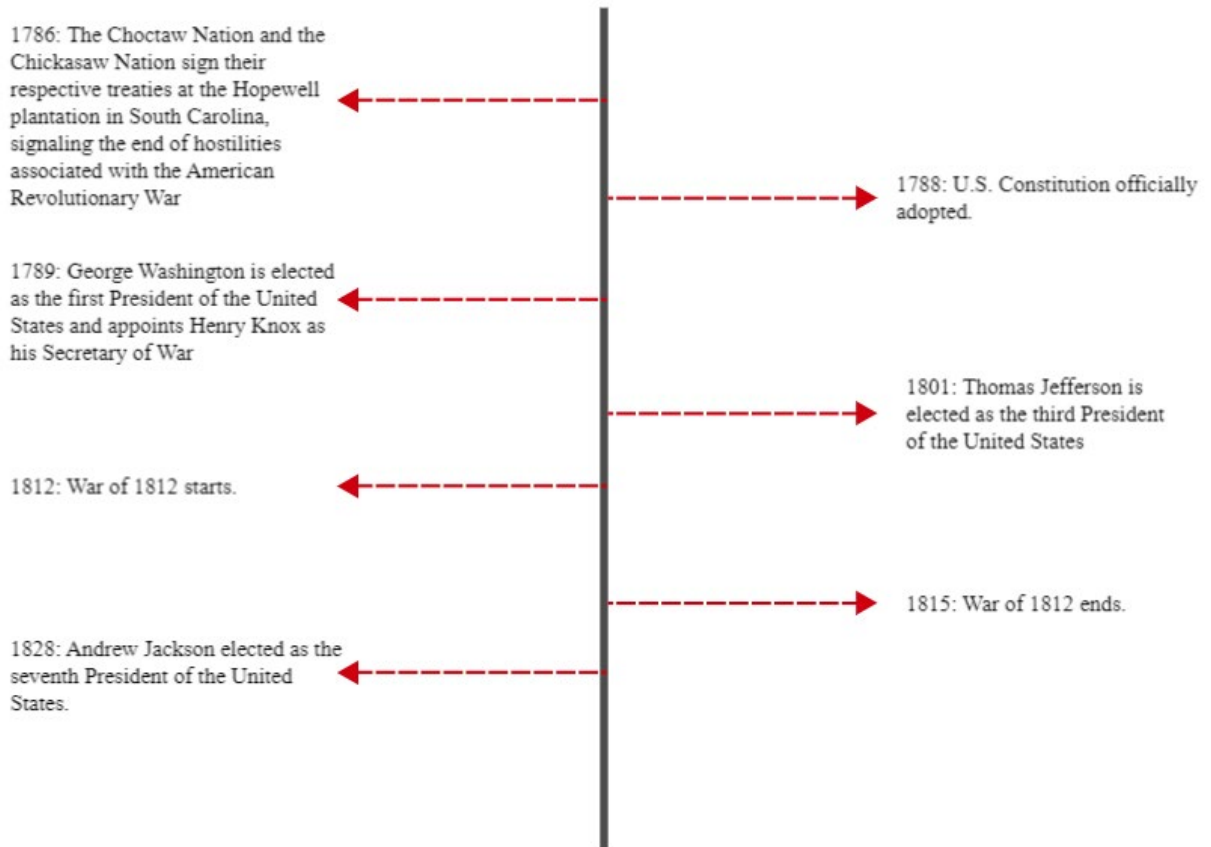 1786: The Choctaw Nation and the
Chickasaw Nation sign their
respective treaties at the Hopewell
plantation in South Carolina,
signaling the end of hostilities
associated with the American
Revolutionary War
1788: U.S. Constitution officially
adopted.
1789: George Washington is elected
as the first President of the United
States and appoints Henry Knox as
his Secretary of War
1801: Thomas Jefferson is
elected as the third President
of the United States
1812: War of 1812 starts.
1815: War of 1812 ends.
1828: Andrew Jackson elected as the
seventh President of the United
States.